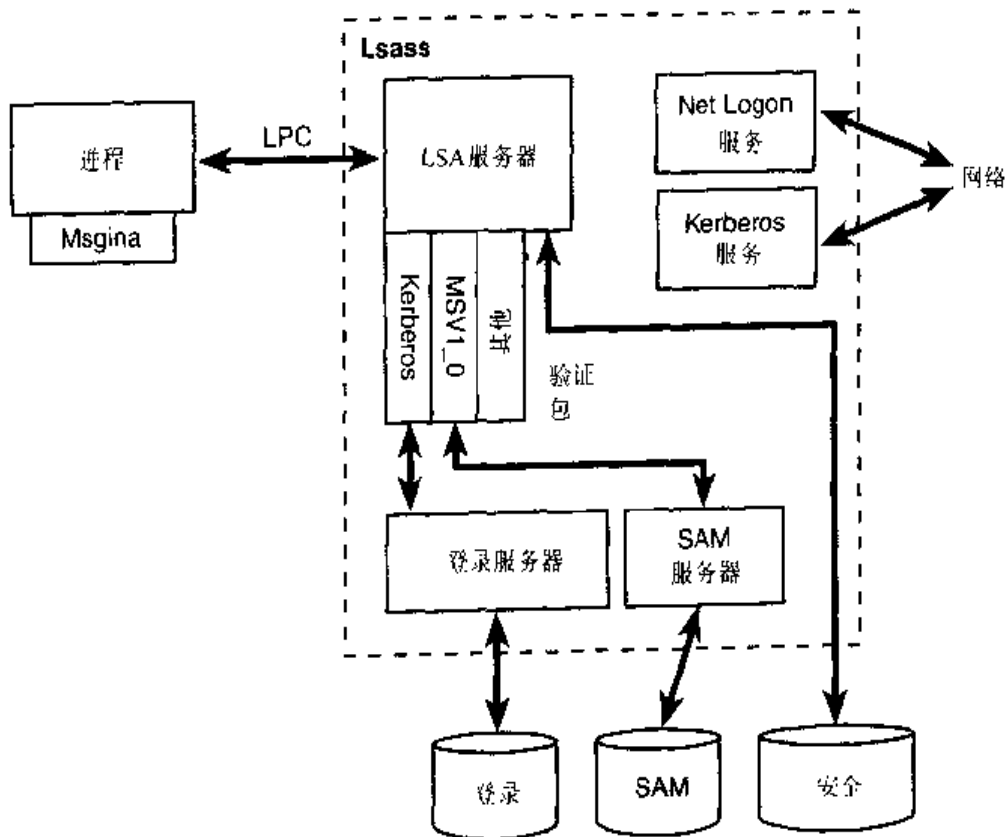 Lsass
进程
Msgina
LPC
LSA服务器
Net Logon
服务
Kerberos
服务
网络
Kerberos
MSV1_0
其他
验证
包
登录服务器
SAM
服务器
登录
SAM
安全